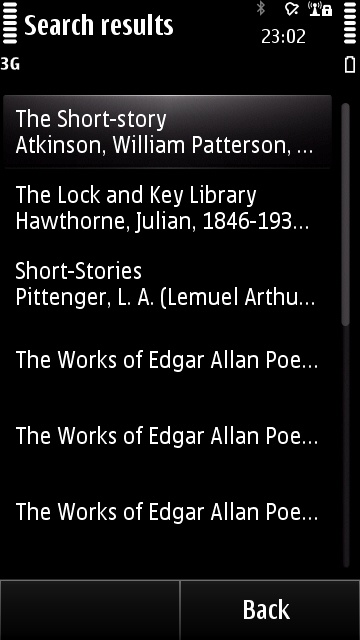 Search results
23:02
3G
The Short-story
Atkinson, William Patterson, ...
The Lock and Key Library
Hawthorne, Julian, 1846-193...
Short-Stories
Pittenger, L. A. (Lemuel Arthu...
The Works of Edgar Allan Poe...
The Works of Edgar Allan Poe...
The Works of Edgar Allan Poe...
Back